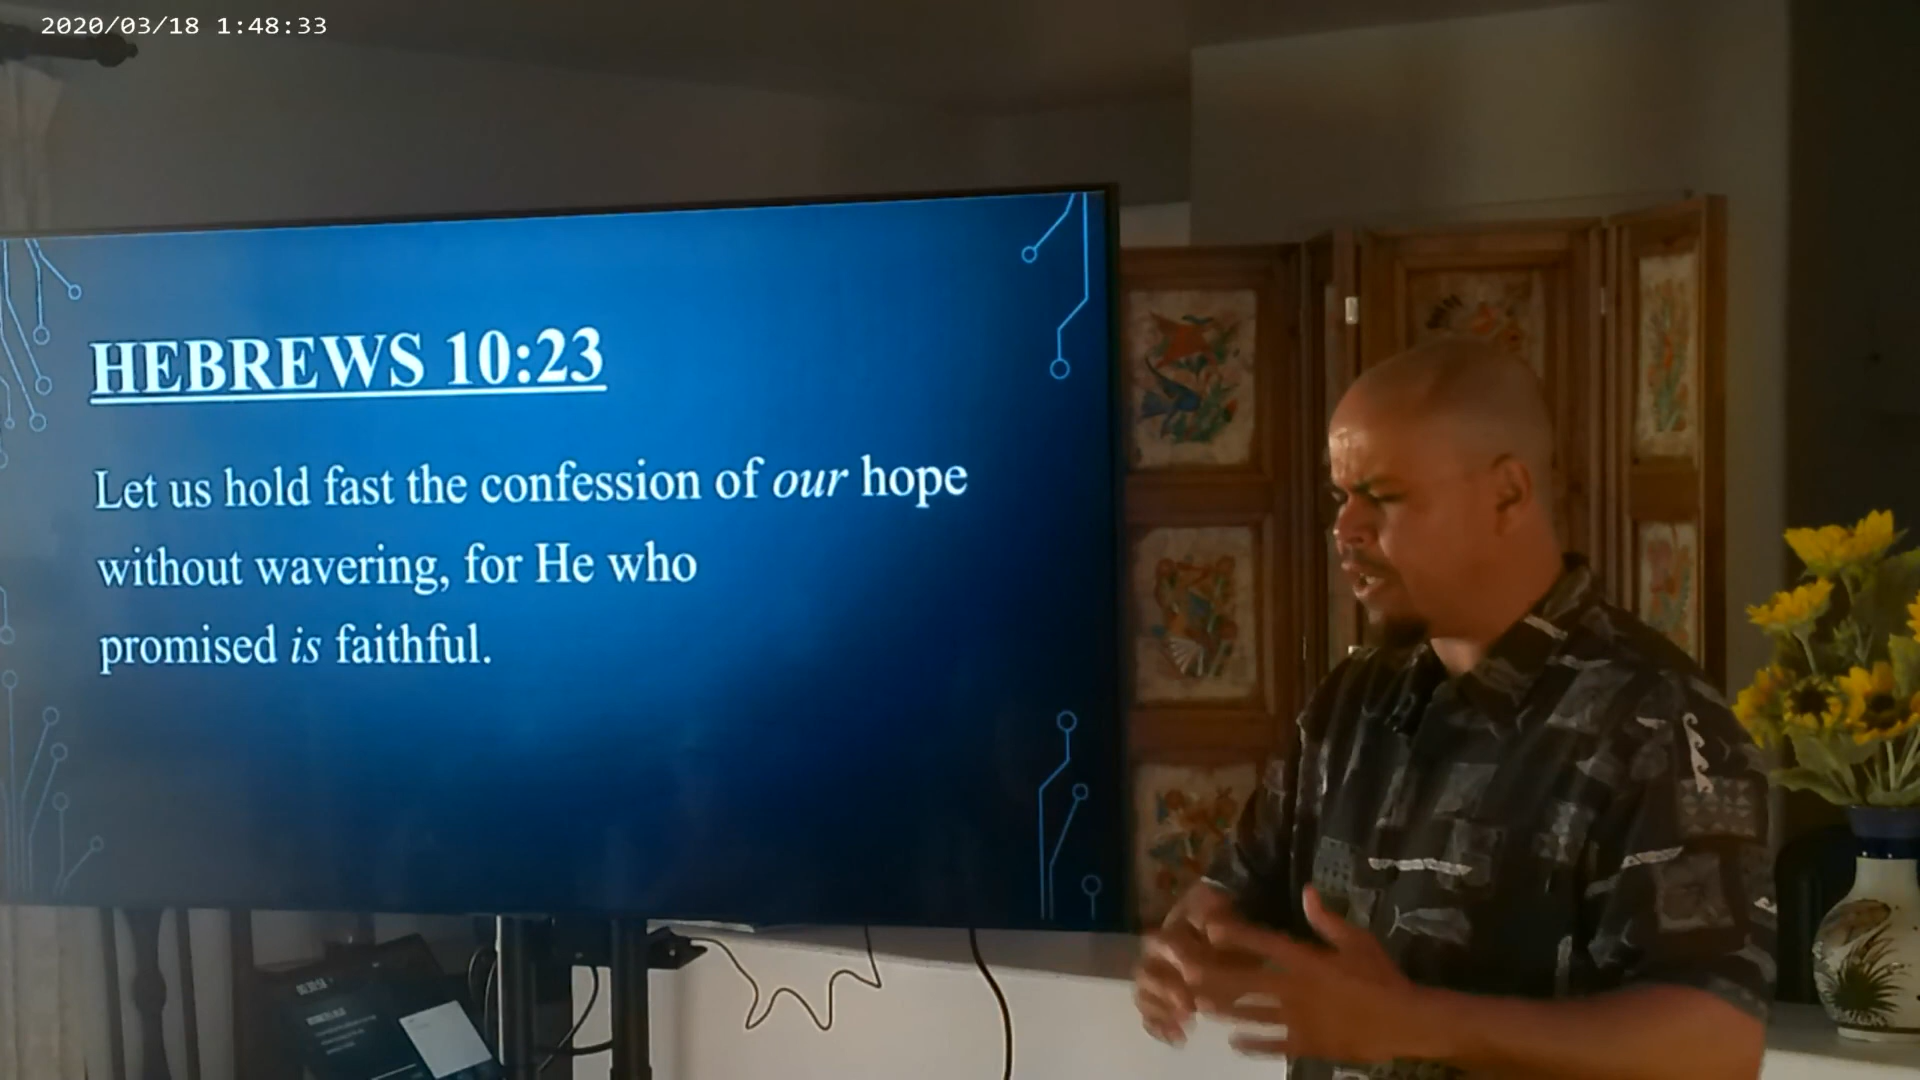 2020/03/18 1:48:33
HEBREWS 10:23
Let us hold fast the confession of our hope
without wavering, for He who
promised is faithful.